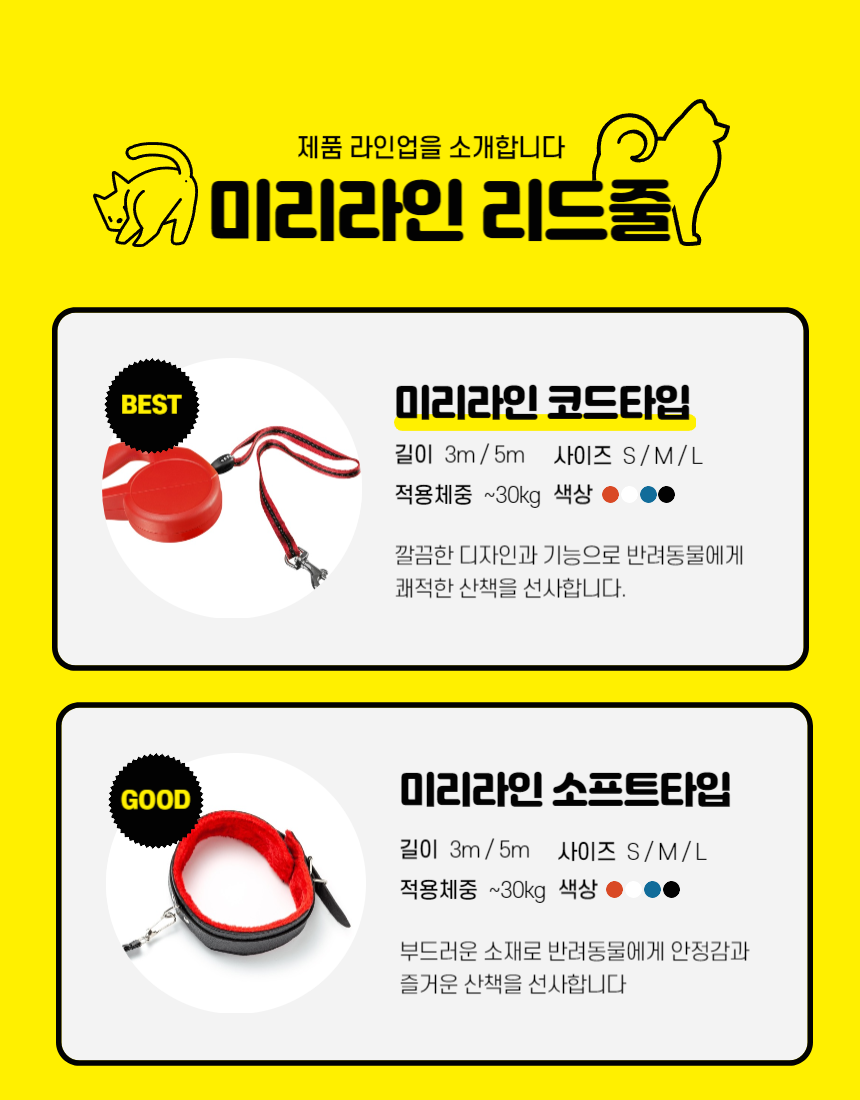 제품 라인업을 소개합니다
미리라인 리드줄
BEST
미리라인 코드타입
길이 3m / 5m 사이즈 S / M / L
적용체중 ~30kg 색상
깔끔한 디자인과 기능으로 반려동물에게
쾌적한 산책을 선사합니다.
GOOD
미리라인 소프트타입
길이 3m / 5m 사이즈 S / M / L
적용체중 ~30kg 색상
부드러운 소재로 반려동물에게 안정감과
즐거운 산책을 선사합니다